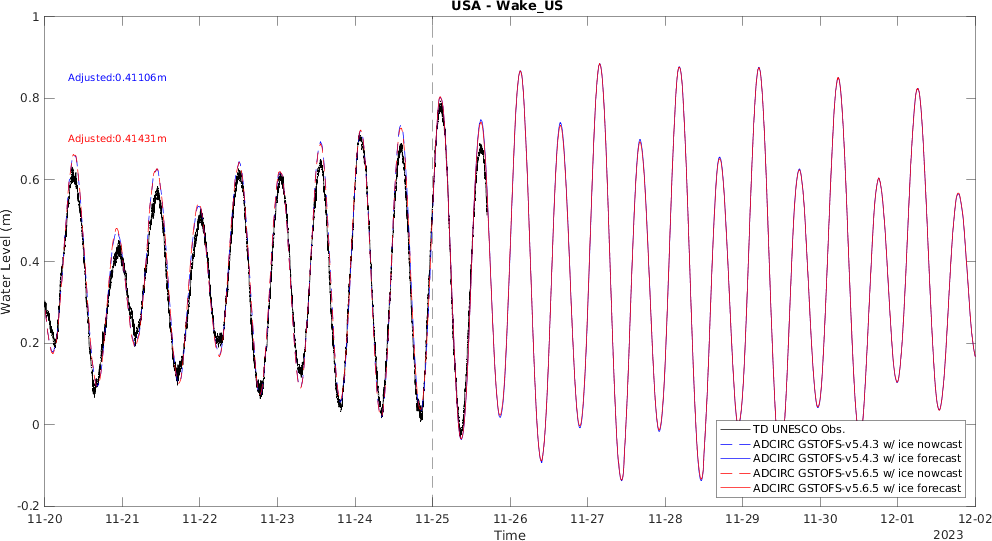 USA - Wake_US
1
0.8
0.6
0.4
0.2
0
-0.2
Water Level (m)
Adjusted:0.41106m
Adjusted:0.41431m
TD UNESCO Obs.
ADCIRC GSTOFS-v5.4.3 w/ ice nowcast
ADCIRC GSTOFS-v5.4.3 w/ ice forecast
ADCIRC GSTOFS-v5.6.5 w/ ice nowcast
ADCIRC GSTOFS-v5.6.5 w/ ice forecast
11-20 11-21 11-22 11-23 11-24 11-25 11-26 11-27 11-28 11-29 11-30 12-01 12-02
Time
2023